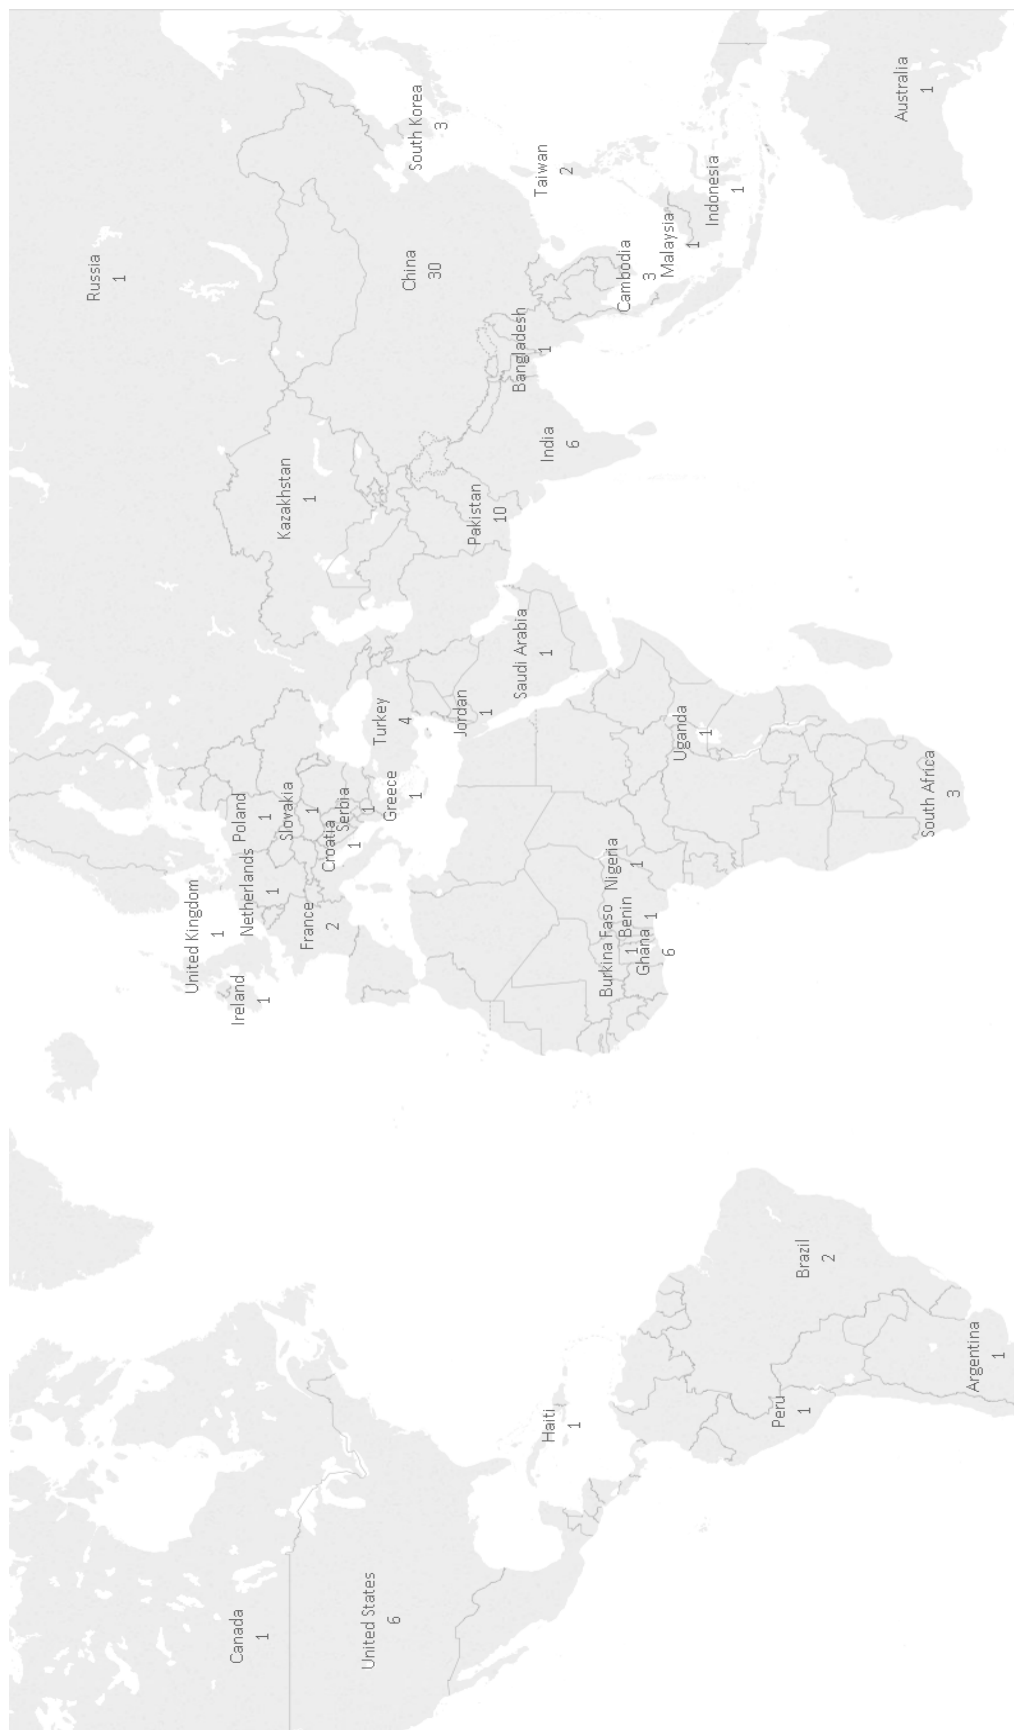 Canada
1
United States
6
Haiti
1
Peru
1
Argentina
1
Brazil
2
Ireland
1
United Kingdom
1
Netherlands
1
France
2
Poland
1
Slovakia
1
Croatia
1
Serbia
1
Greece
1
Turkey
4
Jordan
1
Saudi Arabia
1
Burkina Faso
1
Ghana
6
Benin
1
Nigeria
1
Uganda
1
South Africa
3
Russia
1
Kazakhstan
1
Pakistan
10
India
6
Bangladesh
1
China
30
South Korea
3
Taiwan
2
Cambodia
3
Malaysia
1
Indonesia
1
Australia
1